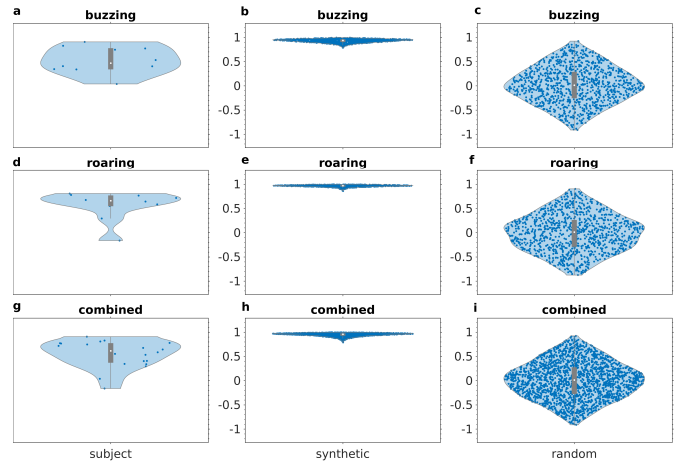 a buzzing
b buzzing
c buzzing
1
0.5
0
-0.5
-1
1
0.5
0
-0.5
-1
d roaring
e roaring
f roaring
1
0.5
0
-0.5
-1
1
0.5
0
-0.5
-1
g combined
h combined
i combined
1
0.5
0
-0.5
-1
1
0.5
0
-0.5
-1
subject
synthetic
random